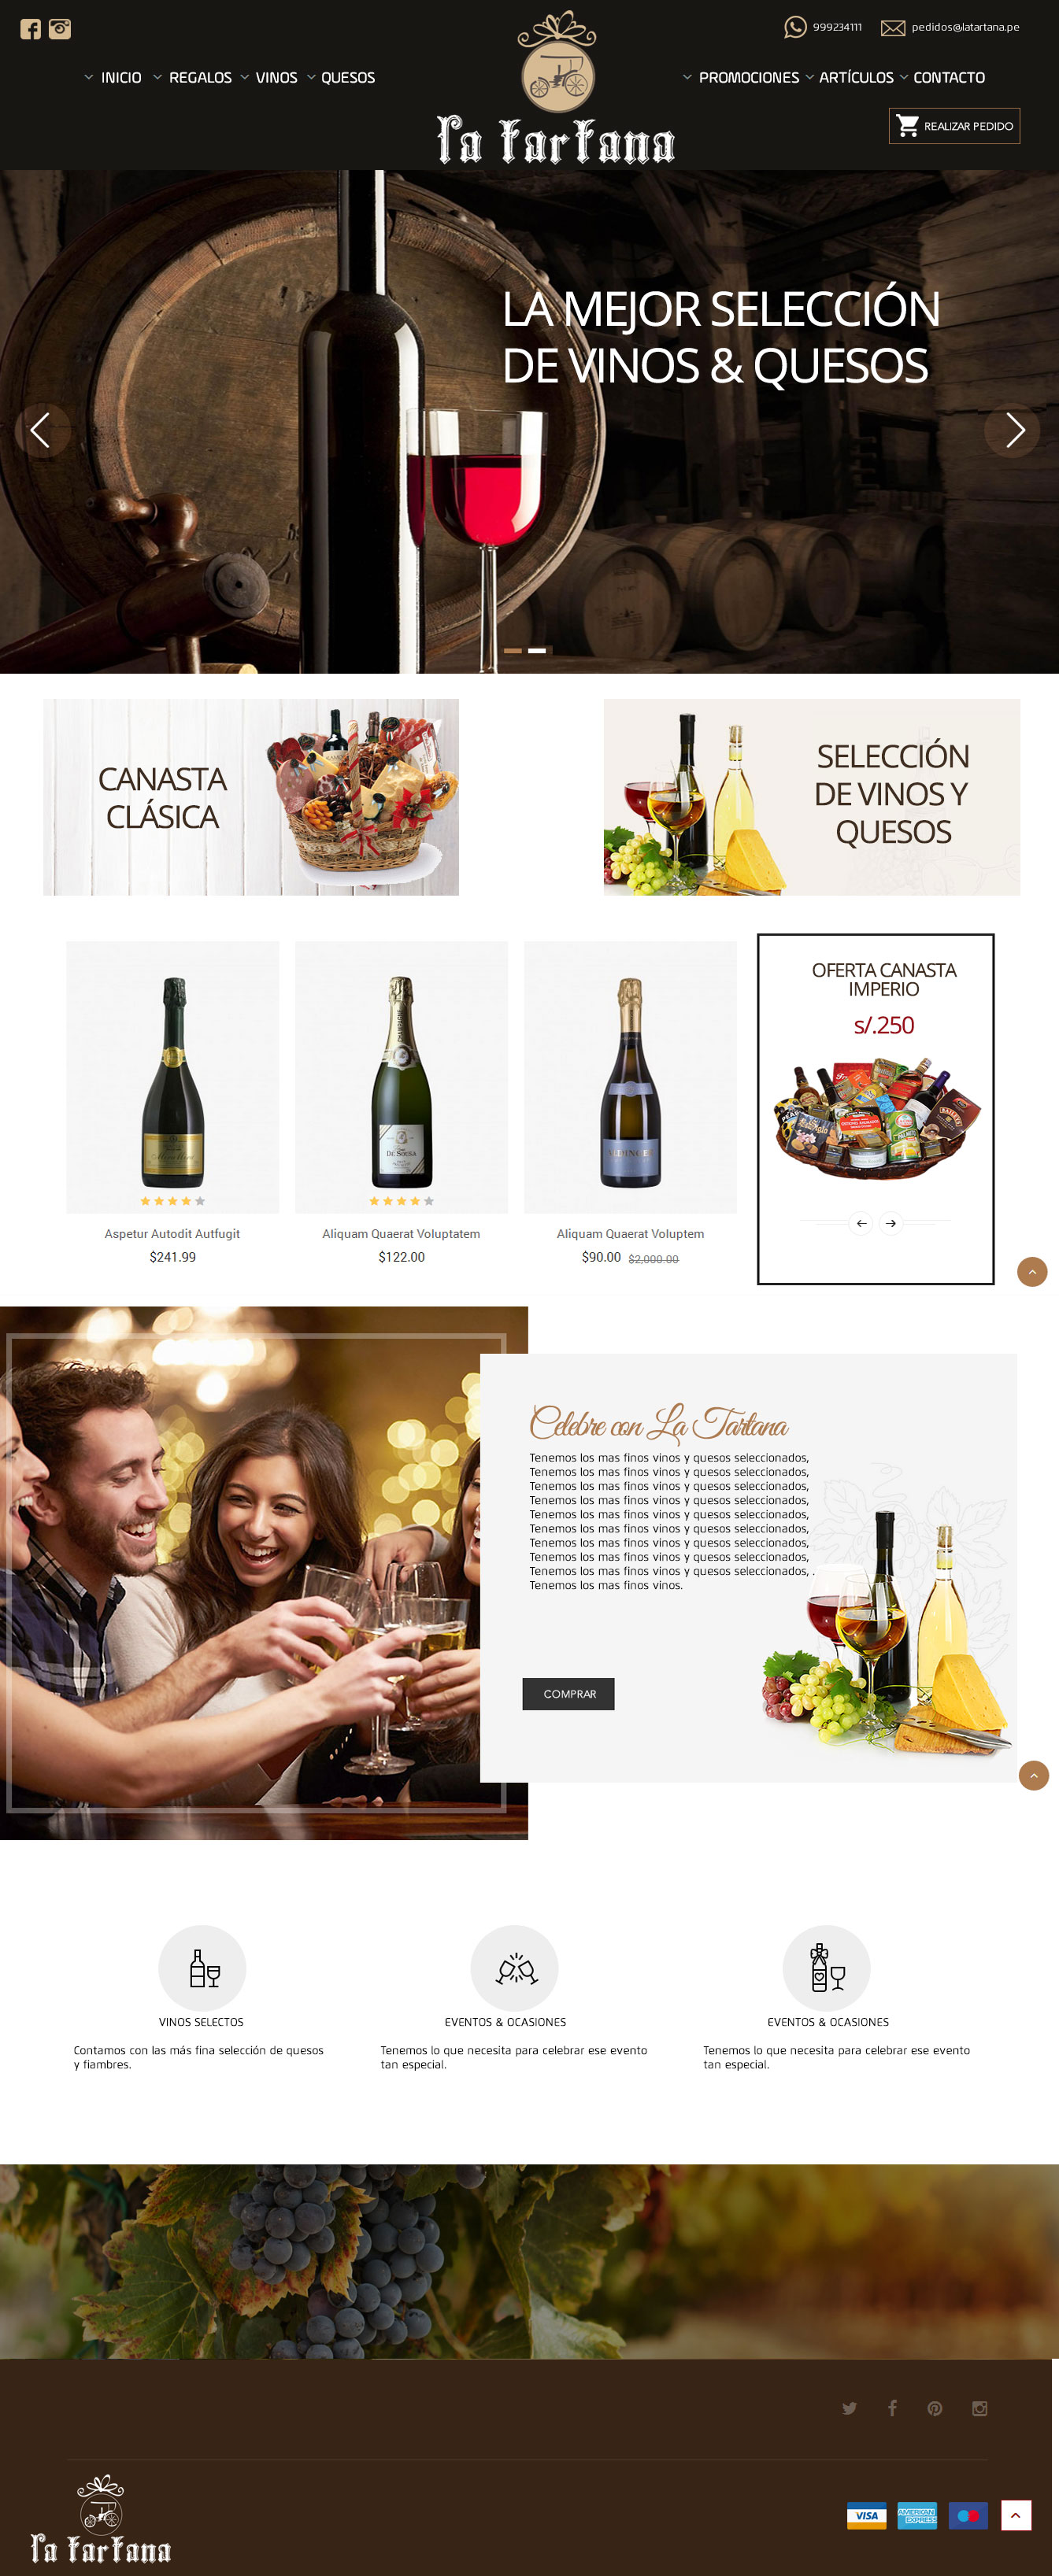 999234111
pedidos@latartana.pe
INICIO REGALOS VINOS QUESOS
PROMOCIONES ARTÍCULOS CONTACTO
REALIZAR PEDIDO
la tartana
LA MEJOR SELECCIÓN
DE VINOS & QUESOS
CANASTA
CLÁSICA
SELECCIÓN
DE VINOS Y
QUESOS
OFERTA CANASTA
IMPERIO
s/.250
CHAMPAGNE
DE SOUSA
BAILEYS
Aspetur Autodit Autfugit
$241.99
Aliquam Quaerat Voluptatem
$122.00
Aliquam Quaerat Voluptem
$90.00 $2,000.00
Celebre con La Tartana
Tenemos los mas finos vinos y quesos seleccionados,
Tenemos los mas finos vinos y quesos seleccionados,
Tenemos los mas finos vinos y quesos seleccionados,
Tenemos los mas finos vinos y quesos seleccionados,
Tenemos los mas finos vinos y quesos seleccionados,
Tenemos los mas finos vinos y quesos seleccionados,
Tenemos los mas finos vinos y quesos seleccionados,
Tenemos los mas finos vinos y quesos seleccionados,
Tenemos los mas finos vinos y quesos seleccionados, .
Tenemos los mas finos vinos.
COMPRAR
VINOS SELECTOS
Contamos con las más fina selección de quesos
y fiambres.
EVENTOS & OCASIONES
Tenemos lo que necesita para celebrar ese evento
tan especial.
EVENTOS & OCASIONES
Tenemos lo que necesita para celebrar ese evento
tan especial.
la tartana
VISA
AMERICAN
EXPRESS